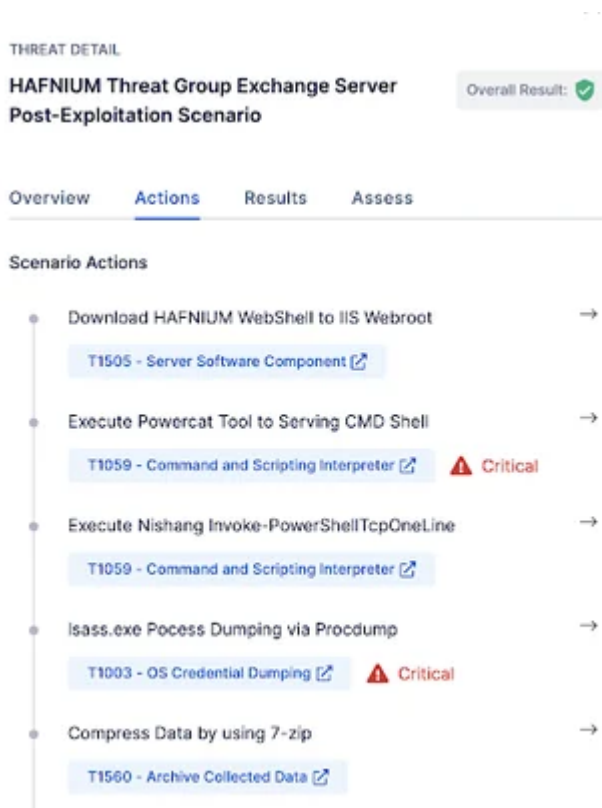 THREAT DETAIL
HAFNIUM Threat Group Exchange Server
Post-Exploitation Scenario
Overall Result:
Overview Actions Results Assess
Scenario Actions
Download HAFNIUM WebShell to IIS Webroot
T1505 - Server Software Component
Execute Powercat Tool to Serving CMD Shell
T1059 - Command and Scripting Interpreter
Critical
Execute Nishang Invoke-PowerShellTcpOneLine
T1059 - Command and Scripting Interpreter
lsass.exe Pocess Dumping via Procdump
T1003 - OS Credential Dumping
Critical
Compress Data by using 7-zip
T1560 - Archive Collected Data